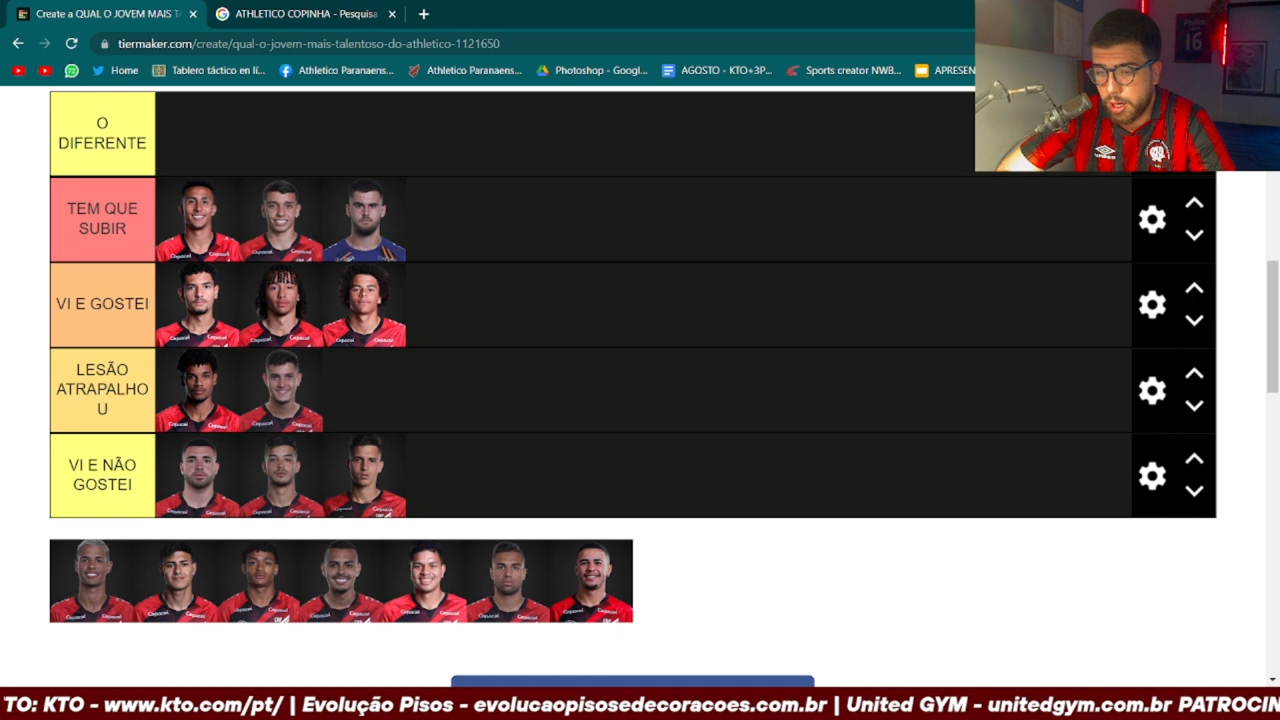 Create a QUAL O JOVEM MAIS T
ATHLETICO COPINHA - Pesquisa
tiermaker.com/create/qual-o-jovem-mais-talentoso-do-athletico-1121650
Home
Tablero táctico en lí...
Athletico Paranaens...
Athletico Paranaens...
Photoshop - Googl...
AGOSTO - KTO+3P...
Sports creator NWB...
APRESEN
16
O
DIFERENTE
TEM QUE
SUBIR
VI E GOSTEI
LESÃO
ATRAPALHO
U
VI E NÃO
GOSTEI
TO: KTO - www.kto.com/pt/ | Evolução Pisos - evolucaopisosedecoracoes.com.br | United GYM - unitedgym.com.br PATROCIN